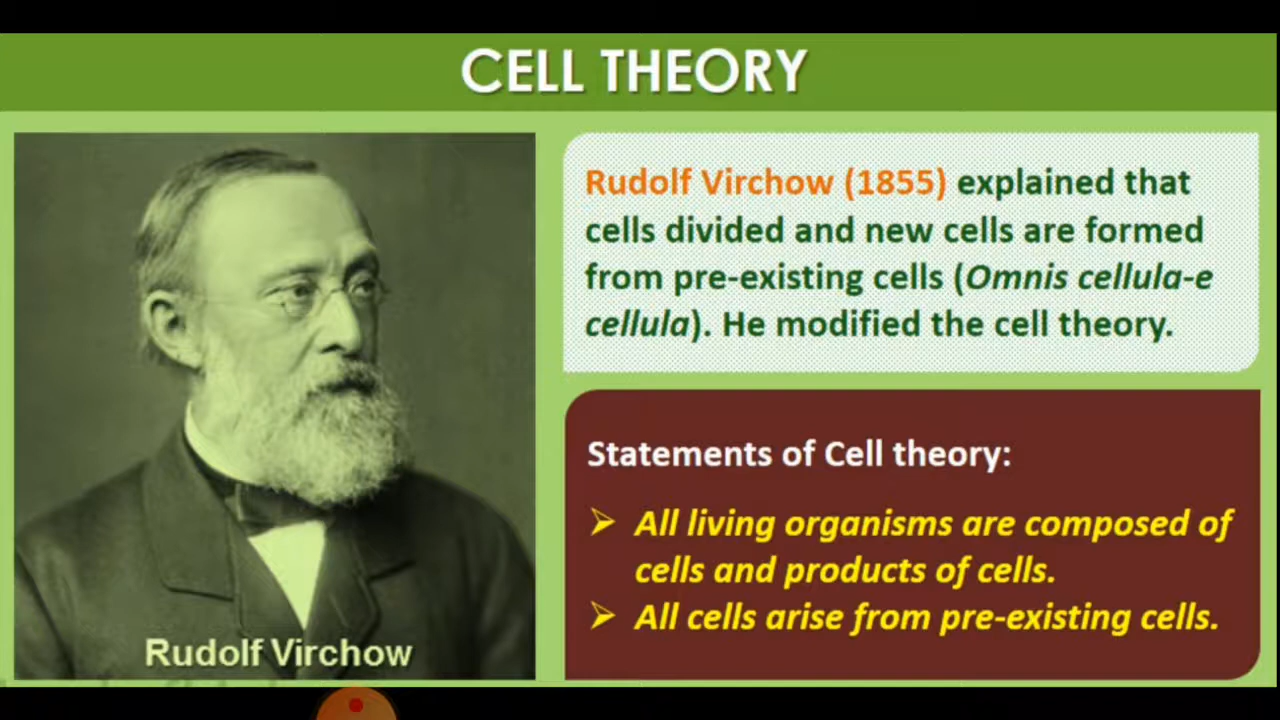 CELL THEORY
Rudolf Virchow (1855) explained that
cells divided and new cells are formed
from pre-existing cells (Omnis cellula-e
cellula). He modified the cell theory.
Statements of Cell theory:
➢ All living organisms are composed of
cells and products of cells.
➢ All cells arise from pre-existing cells.
Rudolf Virchow